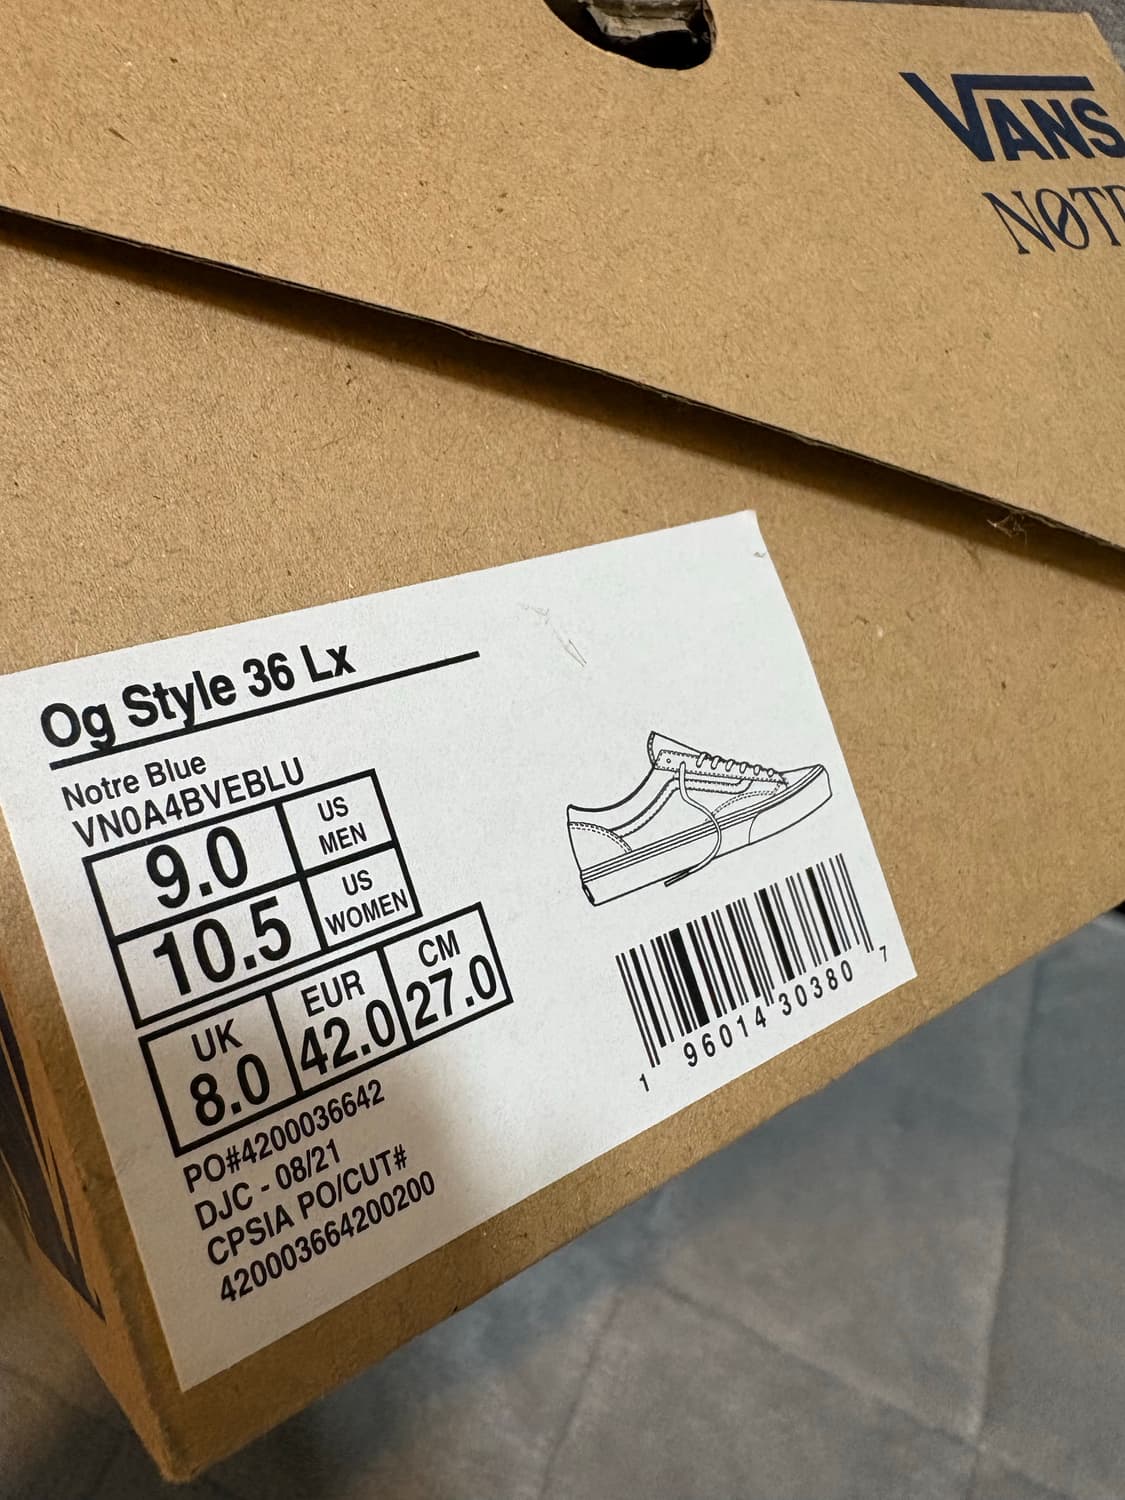 VANS
Og Style 36 Lx
Notre Blue
VN0A4BVEBLU
9.0 US MEN
10.5 US WOMEN
UK EUR CM
8.0 42.0 27.0
PO#4200036642
DJC - 08/21
CPSIA PO/CUT#
420003664200200
1 96014 30380 7